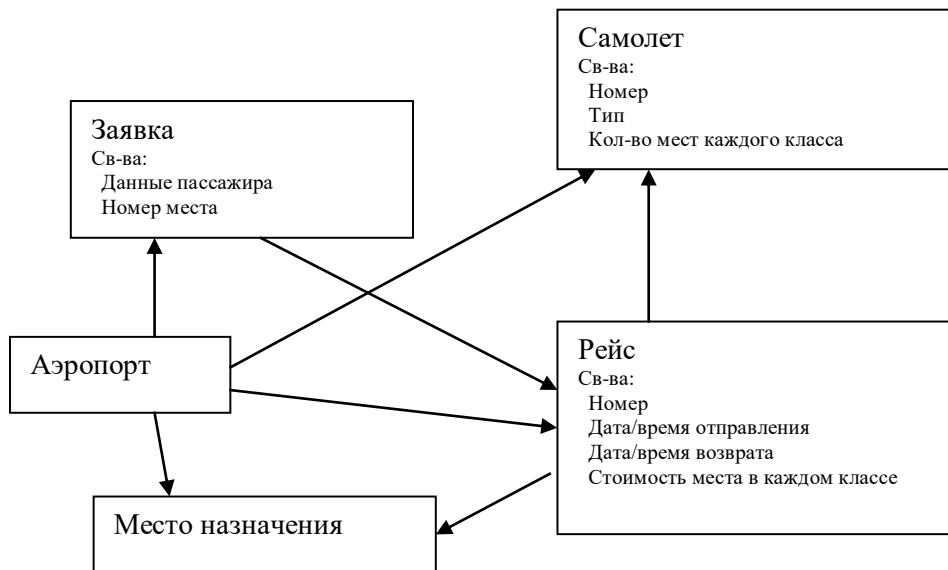 Самолет
Св-ва:
Номер
Тип
Кол-во мест каждого класса
Заявка
Св-ва:
Данные пассажира
Номер места
Аэропорт
Рейс
Св-ва:
Номер
Дата/время отправления
Дата/время возврата
Стоимость места в каждом классе
Место назначения